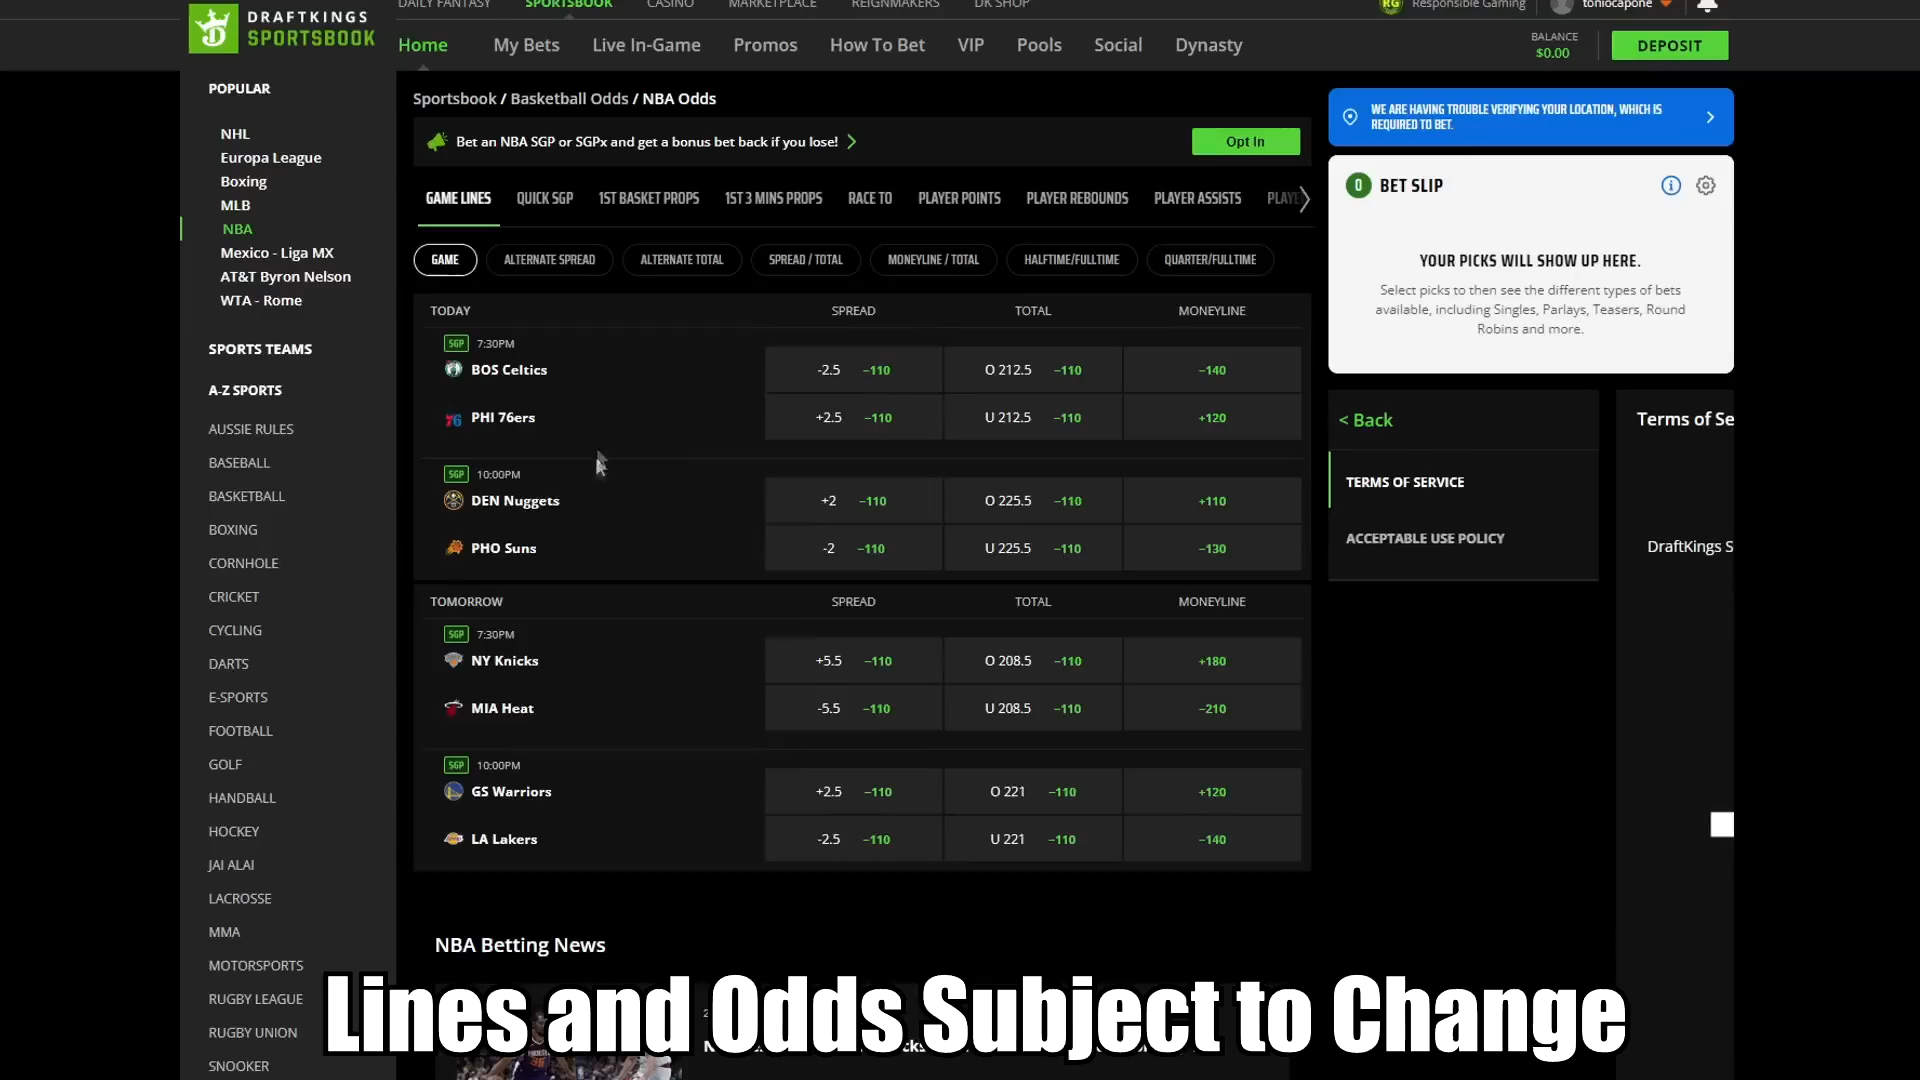 DAILY FANTASY SPORTSBOOK CASINO MARKETPLACE REIGNMAKERS DK SHOP
RG Responsible Gaming toniocapone
DRAFTKINGS
SPORTSBOOK
Home My Bets Live In-Game Promos How To Bet VIP Pools Social Dynasty
BALANCE
$0.00
DEPOSIT
POPULAR
NHL
Europa League
Boxing
MLB
NBA
Mexico - Liga MX
AT&T Byron Nelson
WTA - Rome
SPORTS TEAMS
A-Z SPORTS
AUSSIE RULES
BASEBALL
BASKETBALL
BOXING
CORNHOLE
CRICKET
CYCLING
DARTS
E-SPORTS
FOOTBALL
GOLF
HANDBALL
HOCKEY
JAI ALAI
LACROSSE
MMA
MOTORSPORTS
RUGBY LEAGUE
RUGBY UNION
SNOOKER
Sportsbook / Basketball Odds / NBA Odds
Bet an NBA SGP or SGPx and get a bonus bet back if you lose!
Opt In
GAME LINES QUICK SGP 1ST BASKET PROPS 1ST 3 MINS PROPS RACE TO PLAYER POINTS PLAYER REBOUNDS PLAYER ASSISTS PLAYE
GAME ALTERNATE SPREAD ALTERNATE TOTAL SPREAD / TOTAL MONEYLINE / TOTAL HALFTIME/FULLTIME QUARTER/FULLTIME
TODAY SPREAD TOTAL MONEYLINE
SGP 7:30PM
BOS Celtics -2.5 −110 O 212.5 −110 −140
76 PHI 76ers +2.5 −110 U 212.5 −110 +120
SGP 10:00PM
DEN Nuggets +2 −110 O 225.5 −110 +110
PHO Suns -2 −110 U 225.5 −110 −130
TOMORROW SPREAD TOTAL MONEYLINE
SGP 7:30PM
NY Knicks +5.5 −110 O 208.5 −110 +180
MIA Heat -5.5 −110 U 208.5 −110 −210
SGP 10:00PM
GS Warriors +2.5 −110 O 221 −110 +120
LA Lakers -2.5 −110 U 221 −110 −140
NBA Betting News
WE ARE HAVING TROUBLE VERIFYING YOUR LOCATION, WHICH IS
REQUIRED TO BET.
0 BET SLIP
YOUR PICKS WILL SHOW UP HERE.
Select picks to then see the different types of bets
available, including Singles, Parlays, Teasers, Round
Robins and more.
< Back
TERMS OF SERVICE
ACCEPTABLE USE POLICY
Terms of Se
DraftKings S
Lines and Odds Subject to Change